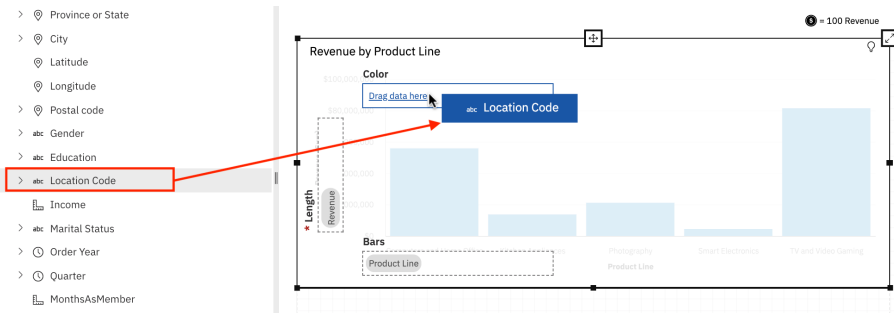 Province or State
City
Latitude
Longitude
Postal code
abc Gender
abc Education
abc Location Code
Income
abc Marital Status
Order Year
Quarter
MonthsAsMember
$ = 100 Revenue
Revenue by Product Line
Color
Drag data here
abc Location Code
* Length
Revenue
Bars
Product Line
Photography
Smart Electronics
TV and Video Gaming
Product Line